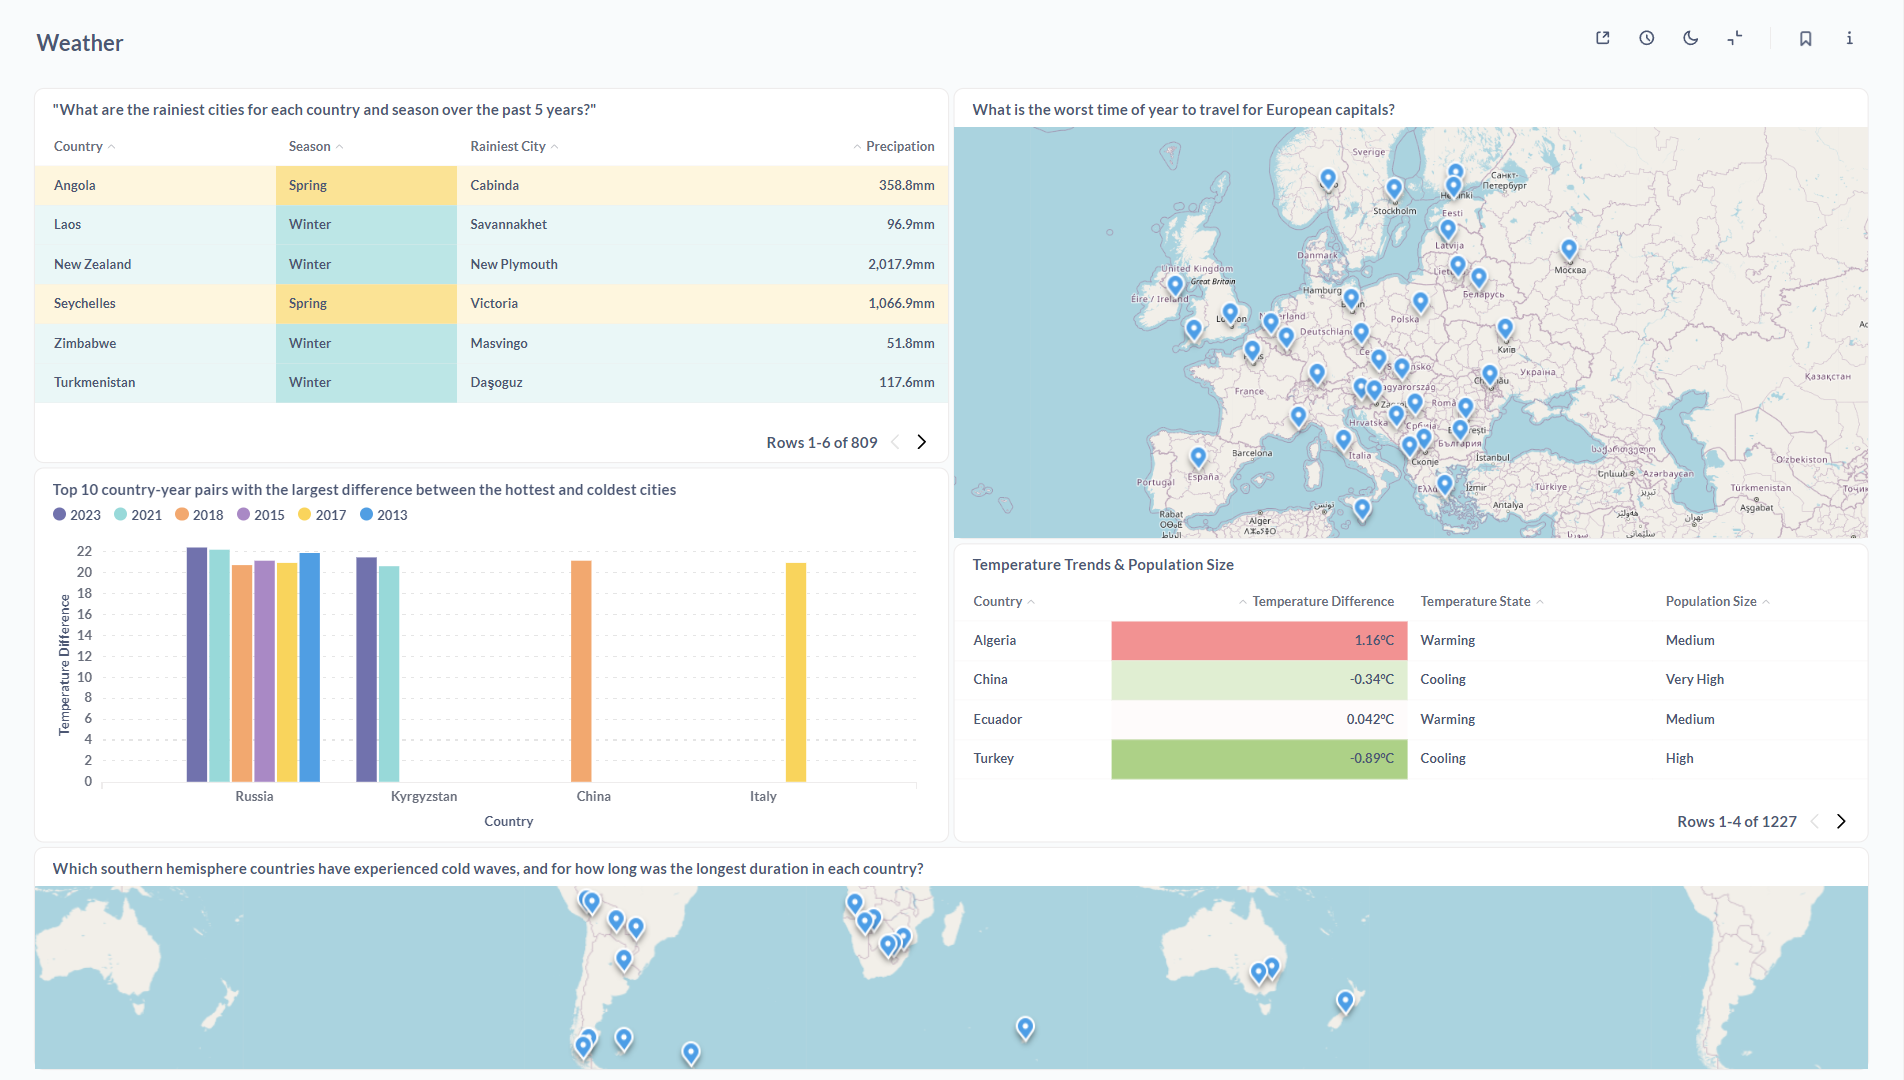 Weather
"What are the rainiest cities for each country and season over the past 5 years?"
Country Season Rainiest City Precipation
Angola Spring Cabinda 358.8mm
Laos Winter Savannakhet 96.9mm
New Zealand Winter New Plymouth 2,017.9mm
Seychelles Spring Victoria 1,066.9mm
Zimbabwe Winter Masvingo 51.8mm
Turkmenistan Winter Daşoguz 117.6mm
Rows 1-6 of 809
What is the worst time of year to travel for European capitals?
Sverige
Санкт-
Петербург
Stockholm
Eesti
Latvija
Danmark
Москва
United Kingdom
Great Britain
Éire / Ireland
Hamburg
Беларусь
Polska
Deutschland
Київ
Україна
Қазақстан
France
Hrvatska
România
България
Italia
Скопје
İstanbul
Barcelona
España
Portugal
İzmir
Türkiye
Antalya
Azərbaycan
O'zbekiston
Türkmenistan
Aşgabat
Rabat
Alger
تونس
تبريز
تهران
Top 10 country-year pairs with the largest difference between the hottest and coldest cities
2023 2021 2018 2015 2017 2013
Temperature Difference
22
20
18
16
14
12
10
8
6
4
2
0
Russia Kyrgyzstan China Italy
Country
Temperature Trends & Population Size
Country Temperature Difference Temperature State Population Size
Algeria 1.16°C Warming Medium
China -0.34°C Cooling Very High
Ecuador 0.042°C Warming Medium
Turkey -0.89°C Cooling High
Rows 1-4 of 1227
Which southern hemisphere countries have experienced cold waves, and for how long was the longest duration in each country?